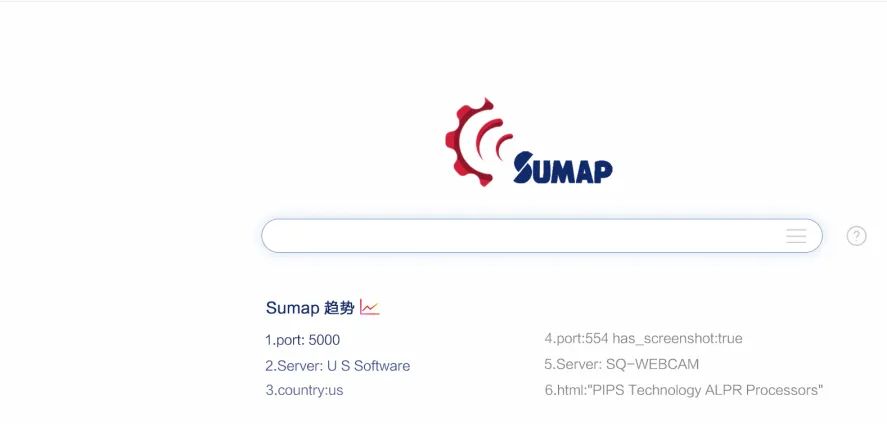 SUMAP
?
Sumap 趋势
1.port: 5000
2.Server: U S Software
3.country:us
4.port:554 has_screenshot:true
5.Server: SQ-WEBCAM
6.html:"PIPS Technology ALPR Processors"